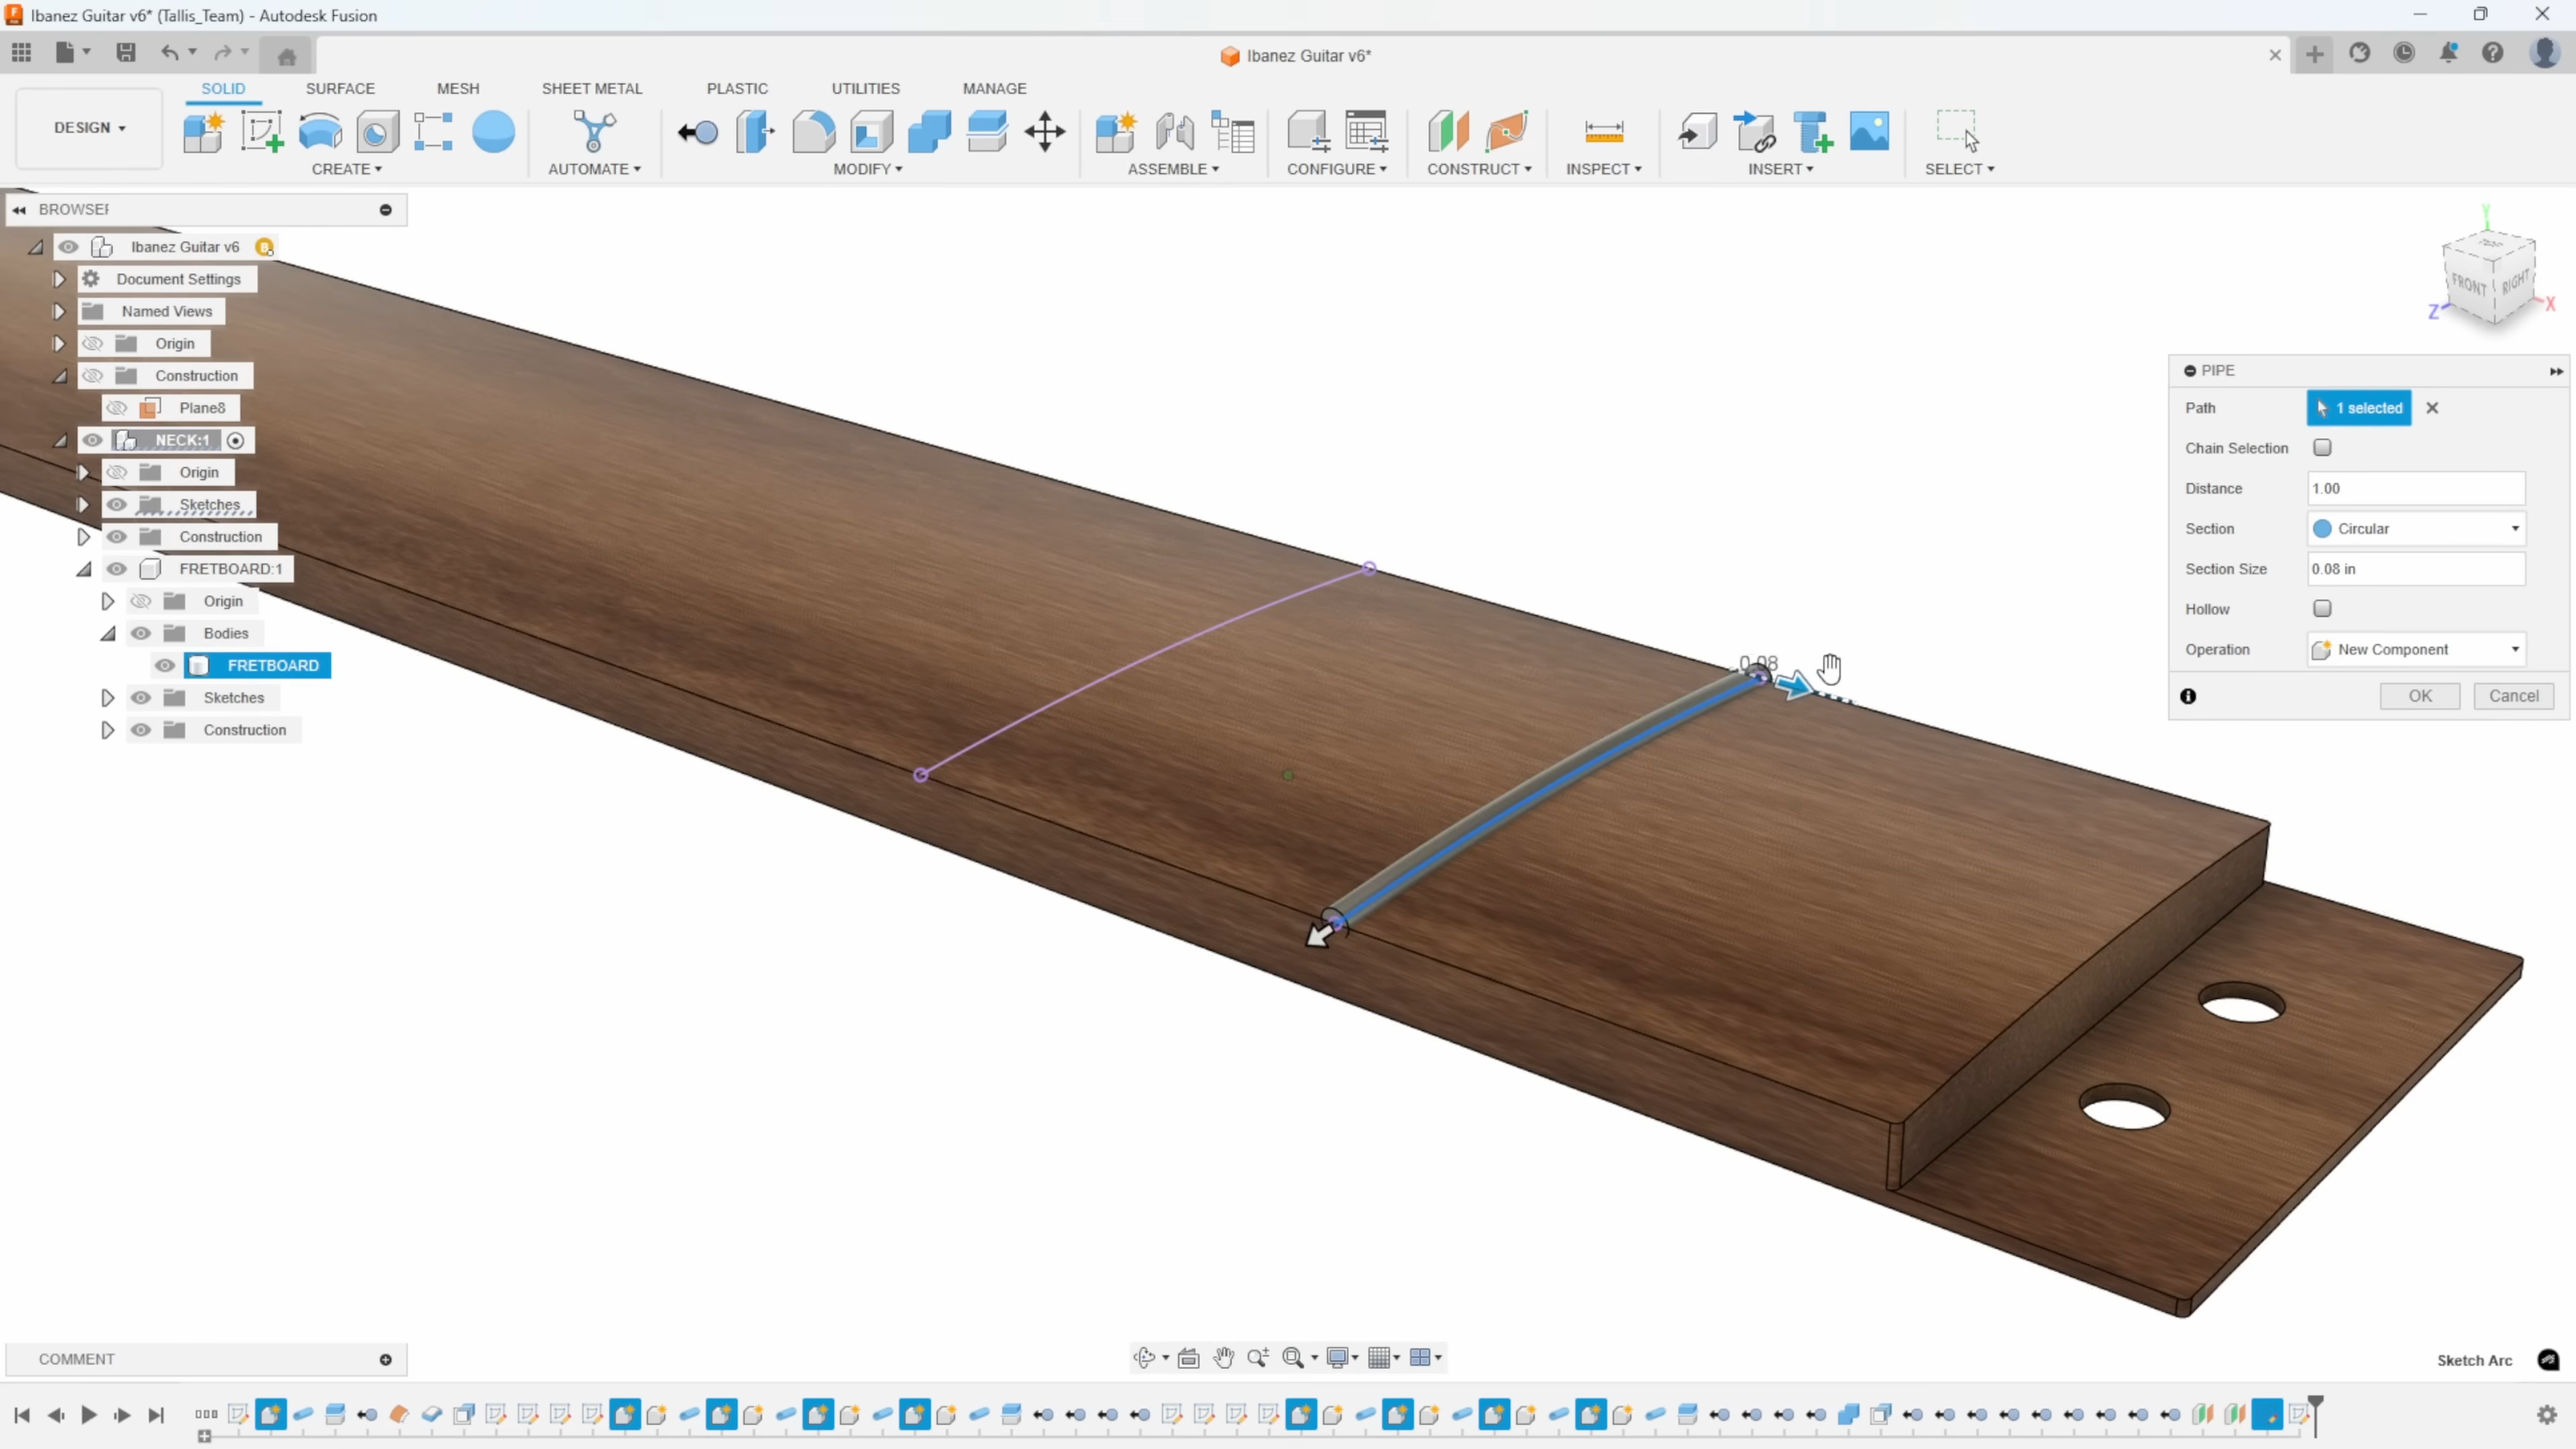 Ibanez Guitar v6* (Tallis_Team) - Autodesk Fusion
Ibanez Guitar v6*
DESIGN
SOLID
SURFACE
MESH
SHEET METAL
PLASTIC
UTILITIES
MANAGE
CREATE
AUTOMATE
MODIFY
ASSEMBLE
CONFIGURE
CONSTRUCT
INSPECT
INSERT
SELECT
BROWSER
Ibanez Guitar v6
Document Settings
Named Views
Origin
Construction
Plane8
NECK:1
Origin
Sketches
Construction
FRETBOARD:1
Origin
Bodies
FRETBOARD
Sketches
Construction
Y
FRONT
RIGHT
Z
X
0.08
PIPE
Path 1 selected
Chain Selection
Distance 1.00
Section Circular
Section Size 0.08 in
Hollow
Operation New Component
OK Cancel
COMMENT
Sketch Arc